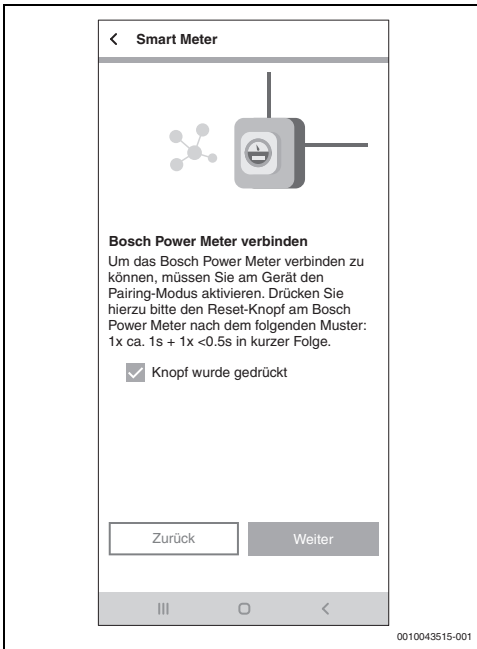 Smart Meter
Bosch Power Meter verbinden
Um das Bosch Power Meter verbinden zu
können, müssen Sie am Gerät den
Pairing-Modus aktivieren. Drücken Sie
hierzu bitte den Reset-Knopf am Bosch
Power Meter nach dem folgenden Muster:
1x ca. 1s + 1x <0.5s in kurzer Folge.
Knopf wurde gedrückt
Zurück
Weiter
0010043515-001